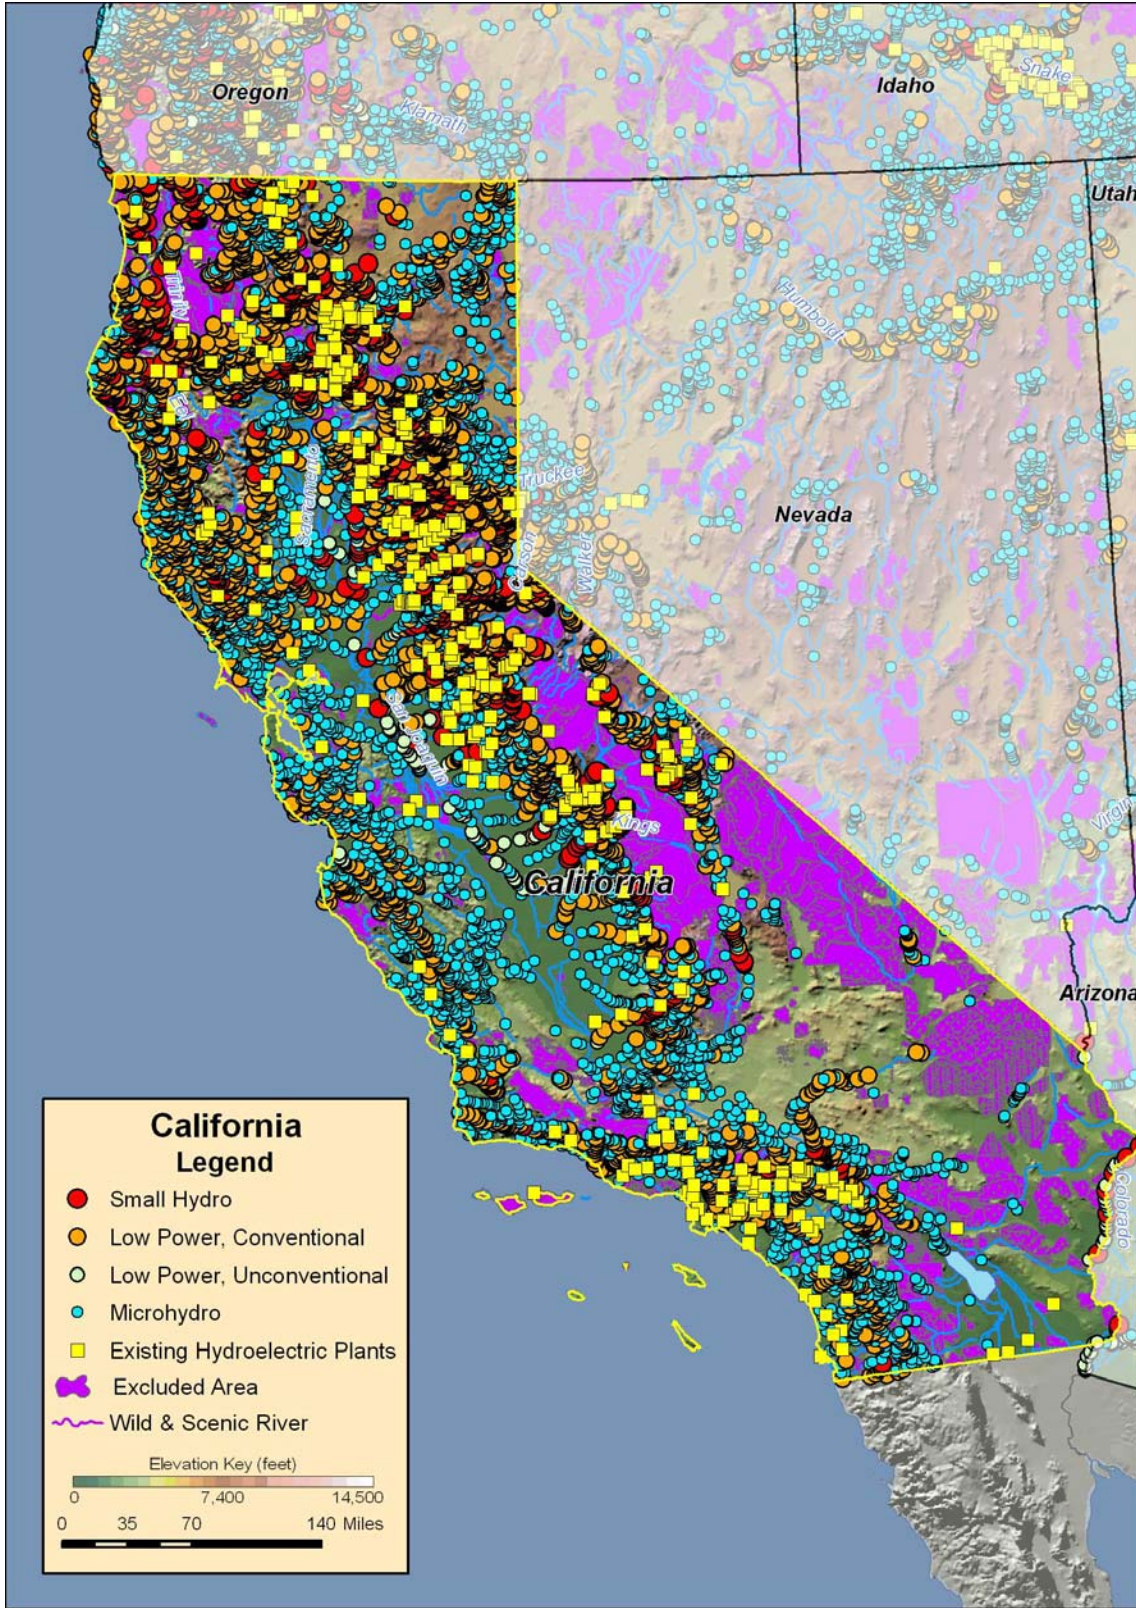 Oregon
Idaho
Snake
Klamath
Utah
Trinity
Humboldt
Eel
Sacramento
Truckee
Nevada
Carson
Walker
San Joaquin
Virgin
Kings
California
Arizona
Colorado
California
Legend
Small Hydro
Low Power, Conventional
Low Power, Unconventional
Microhydro
Existing Hydroelectric Plants
Excluded Area
Wild & Scenic River
Elevation Key (feet)
0 7,400 14,500
0 35 70 140 Miles